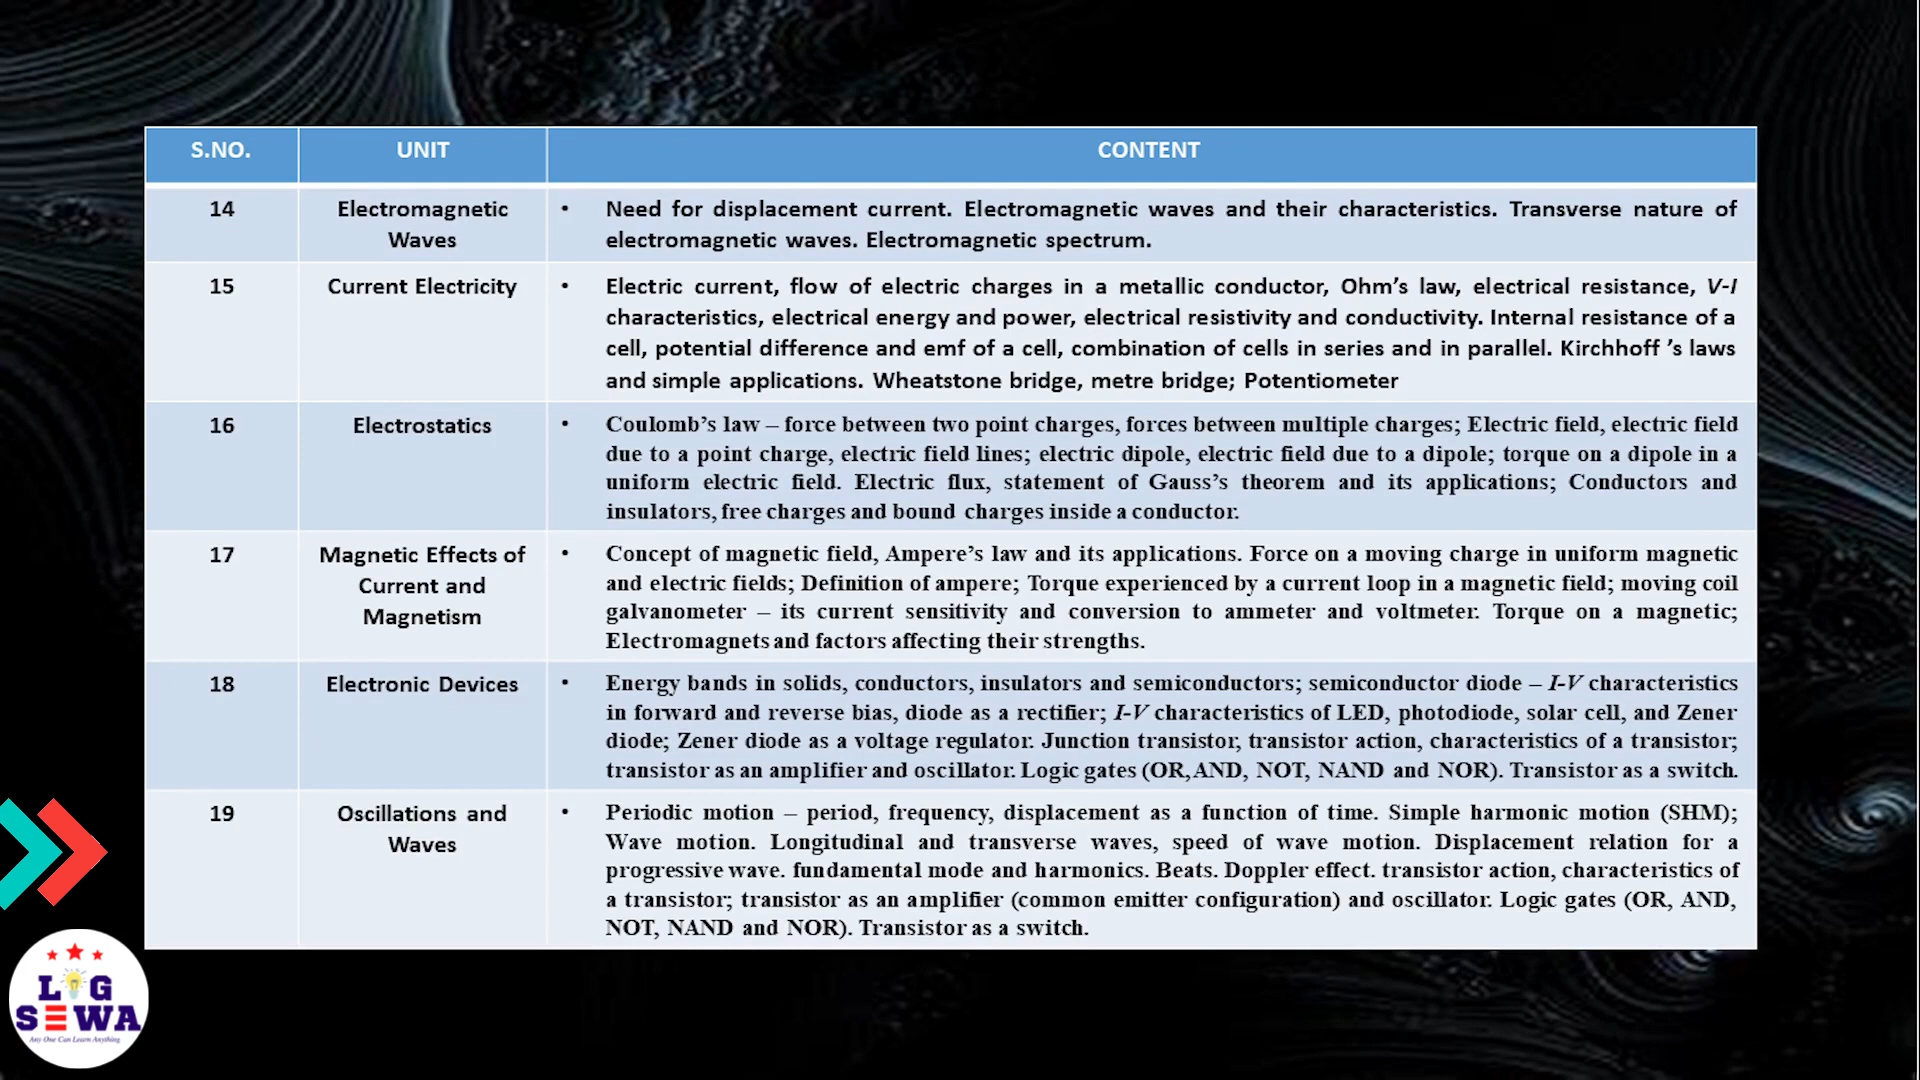 S.NO. UNIT CONTENT
14 Electromagnetic Waves • Need for displacement current. Electromagnetic waves and their characteristics. Transverse nature of
electromagnetic waves. Electromagnetic spectrum.
15 Current Electricity • Electric current, flow of electric charges in a metallic conductor, Ohm’s law, electrical resistance, V-I
characteristics, electrical energy and power, electrical resistivity and conductivity. Internal resistance of a
cell, potential difference and emf of a cell, combination of cells in series and in parallel. Kirchhoff ’s laws
and simple applications. Wheatstone bridge, metre bridge; Potentiometer
16 Electrostatics • Coulomb’s law – force between two point charges, forces between multiple charges; Electric field, electric field
due to a point charge, electric field lines; electric dipole, electric field due to a dipole; torque on a dipole in a
uniform electric field. Electric flux, statement of Gauss’s theorem and its applications; Conductors and
insulators, free charges and bound charges inside a conductor.
17 Magnetic Effects of Current and Magnetism • Concept of magnetic field, Ampere’s law and its applications. Force on a moving charge in uniform magnetic
and electric fields; Definition of ampere; Torque experienced by a current loop in a magnetic field; moving coil
galvanometer – its current sensitivity and conversion to ammeter and voltmeter. Torque on a magnetic;
Electromagnets and factors affecting their strengths.
18 Electronic Devices • Energy bands in solids, conductors, insulators and semiconductors; semiconductor diode – I-V characteristics
in forward and reverse bias, diode as a rectifier; I-V characteristics of LED, photodiode, solar cell, and Zener
diode; Zener diode as a voltage regulator. Junction transistor, transistor action, characteristics of a transistor;
transistor as an amplifier and oscillator. Logic gates (OR, AND, NOT, NAND and NOR). Transistor as a switch.
19 Oscillations and Waves • Periodic motion – period, frequency, displacement as a function of time. Simple harmonic motion (SHM);
Wave motion. Longitudinal and transverse waves, speed of wave motion. Displacement relation for a
progressive wave. fundamental mode and harmonics. Beats. Doppler effect. transistor action, characteristics of
a transistor; transistor as an amplifier (common emitter configuration) and oscillator. Logic gates (OR, AND,
NOT, NAND and NOR). Transistor as a switch.
L G
SEWA
Any One Can Learn Anything